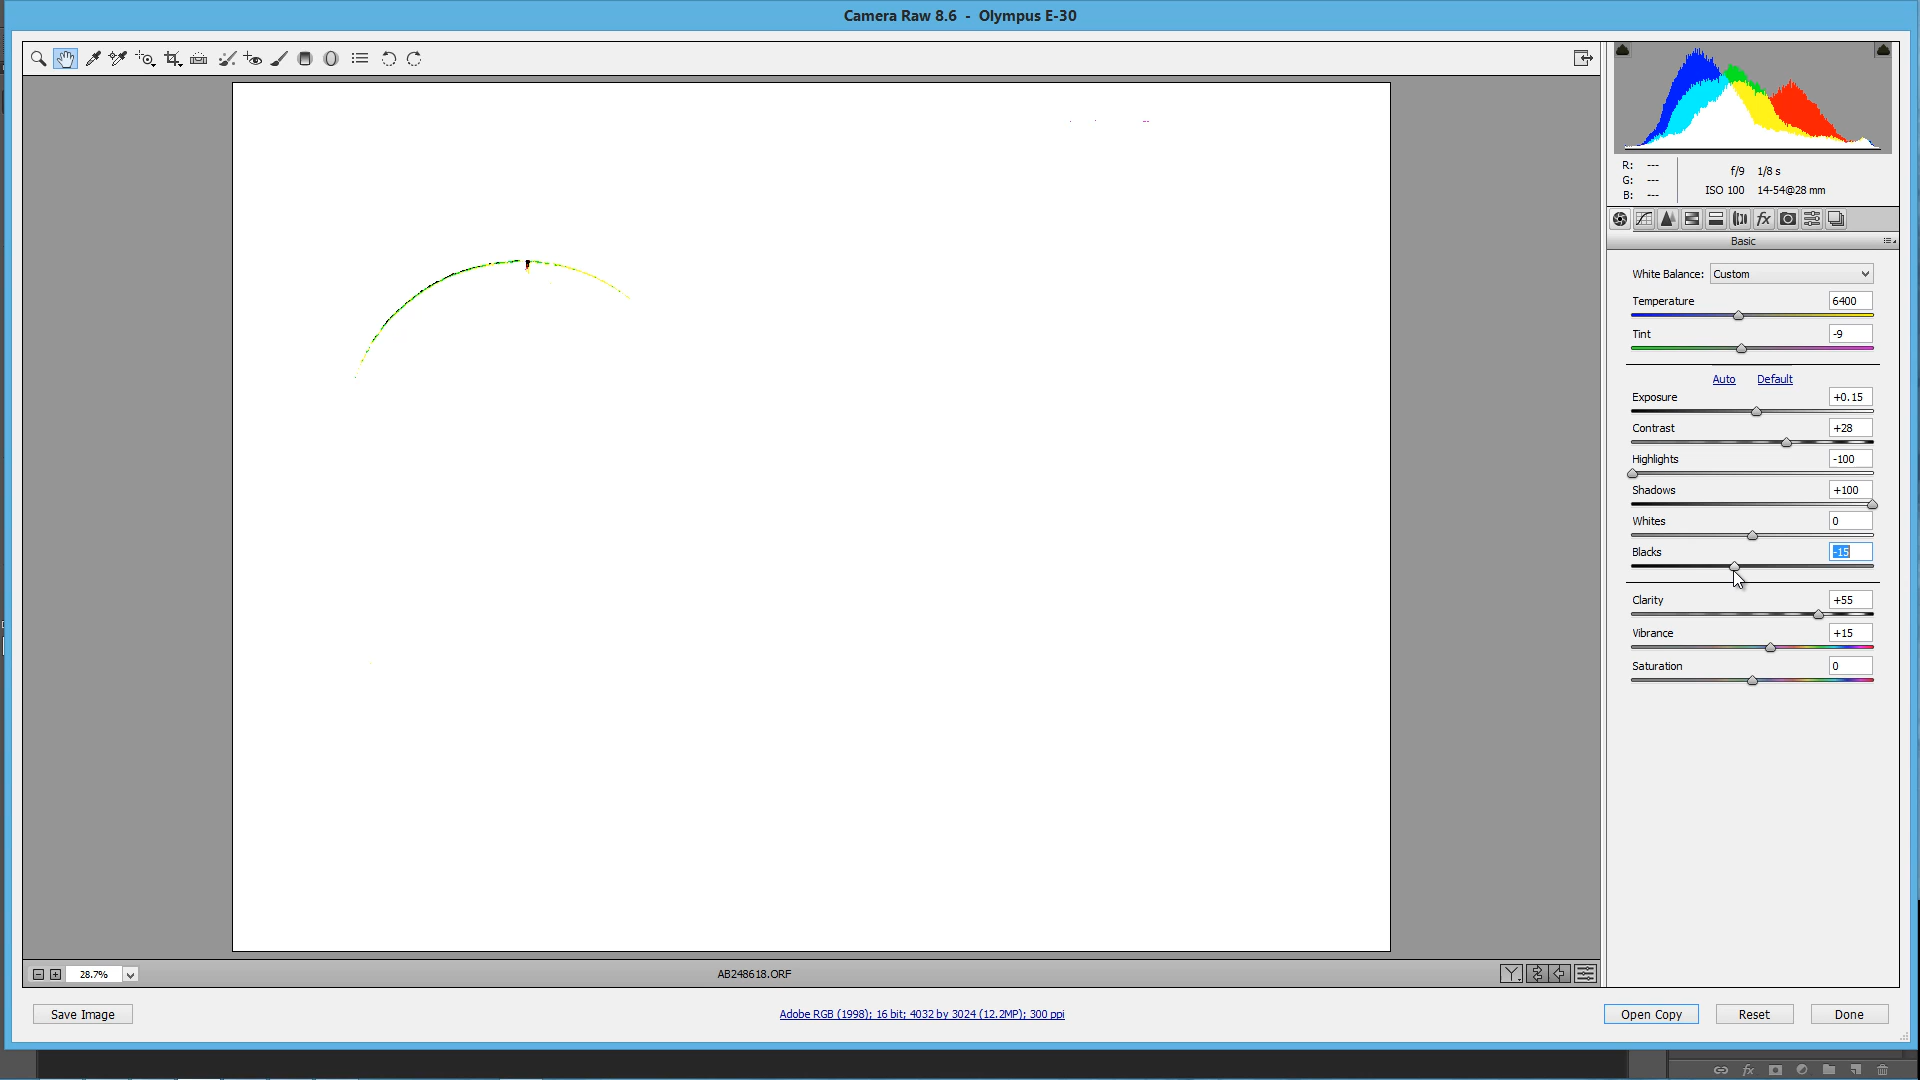 Camera Raw 8.6 - Olympus E-30
R: ---
G: ---
B: ---
f/9 1/8 s
ISO 100 14-54@28 mm
fx
Basic
White Balance: Custom
Temperature 6400
Tint -9
Auto Default
Exposure +0.15
Contrast +28
Highlights -100
Shadows +100
Whites 0
Blacks -15
Clarity +55
Vibrance +15
Saturation 0
28.7%
AB248618.ORF
Y
Save Image
Adobe RGB (1998); 16 bit; 4032 by 3024 (12.2MP); 300 ppi
Open Copy Reset Done
fx